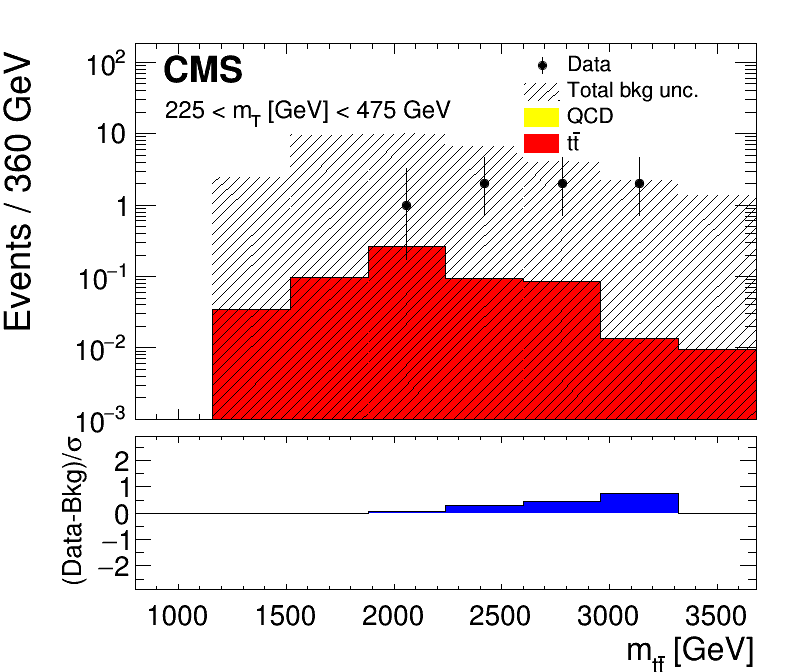 CMS
225 < m_T [GeV] < 475 GeV
Data
Total bkg unc.
QCD
tt̄
Events / 360 GeV
10²
10
1
10⁻¹
10⁻²
10⁻³
(Data-Bkg)/σ
2
1
0
−1
−2
1000 1500 2000 2500 3000 3500
m_tt̄ [GeV]